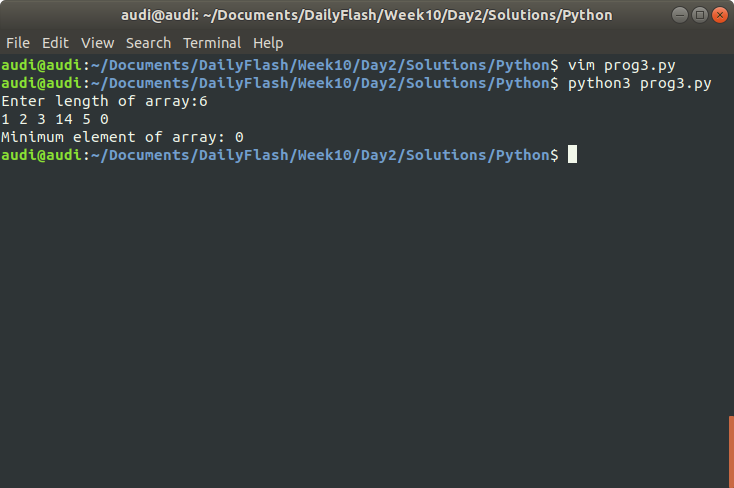 audi@audi: ~/Documents/DailyFlash/Week10/Day2/Solutions/Python
File Edit View Search Terminal Help
audi@audi:~/Documents/DailyFlash/Week10/Day2/Solutions/Python$ vim prog3.py
audi@audi:~/Documents/DailyFlash/Week10/Day2/Solutions/Python$ python3 prog3.py
Enter length of array:6
1 2 3 14 5 0
Minimum element of array: 0
audi@audi:~/Documents/DailyFlash/Week10/Day2/Solutions/Python$